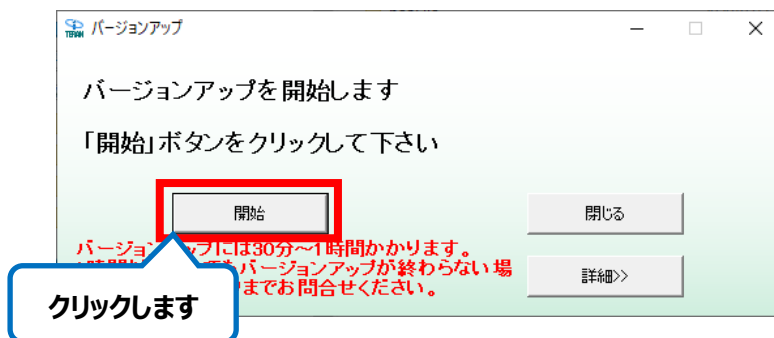 TERAN バージョンアップ
バージョンアップを開始します
「開始」ボタンをクリックして下さい
開始
閉じる
バージョンアップには30分～1時間かかります。
バージョンアップが終わらない場
までお問合せください。
詳細>>
クリックします